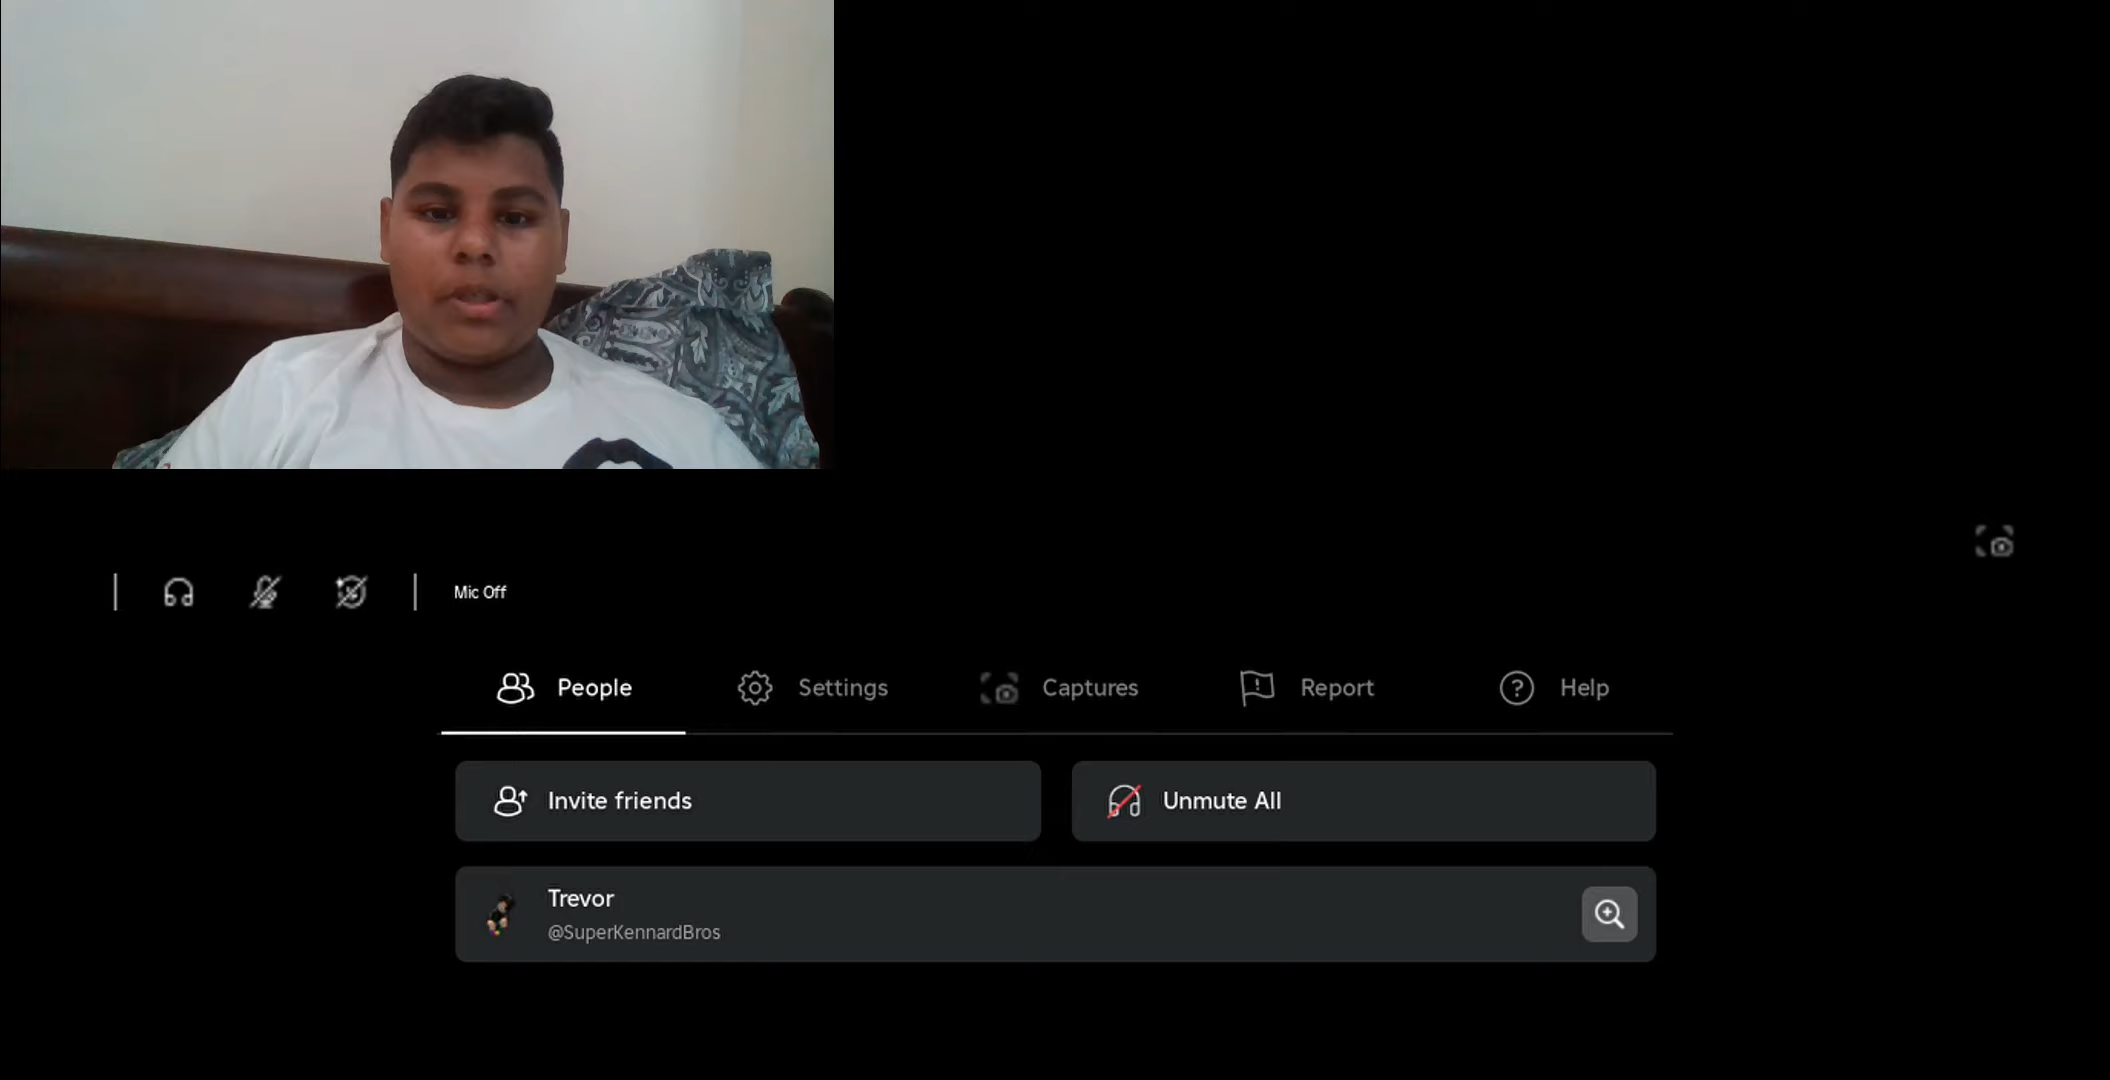 Mic Off
People Settings Captures Report Help
Invite friends Unmute All
Trevor
@SuperKennardBros